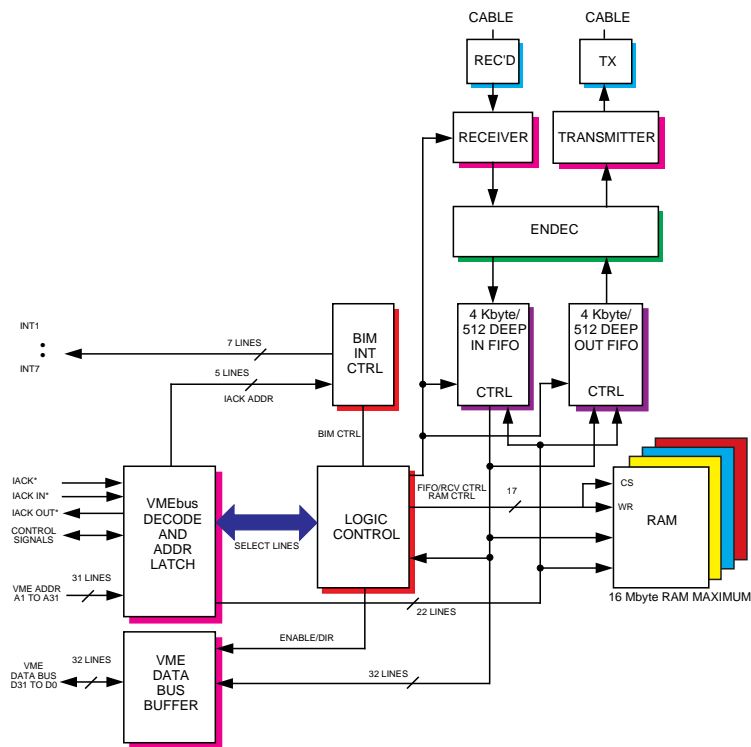 CABLE
CABLE
REC'D
TX
RECEIVER
TRANSMITTER
ENDEC
4 Kbyte/
512 DEEP
IN FIFO
CTRL
4 Kbyte/
512 DEEP
OUT FIFO
CTRL
INT1
:
INT7
7 LINES
BIM
INT
CTRL
5 LINES
IACK ADDR
BIM CTRL
IACK*
IACK IN*
IACK OUT*
CONTROL
SIGNALS
VME ADDR
A1 TO A31
31 LINES
VMEbus
DECODE
AND
ADDR
LATCH
SELECT LINES
LOGIC
CONTROL
FIFO/RCV CTRL
RAM CTRL
17
CS
WR
RAM
16 Mbyte RAM MAXIMUM
22 LINES
ENABLE/DIR
VME
DATA BUS
D31 TO D0
32 LINES
VME
DATA
BUS
BUFFER
32 LINES